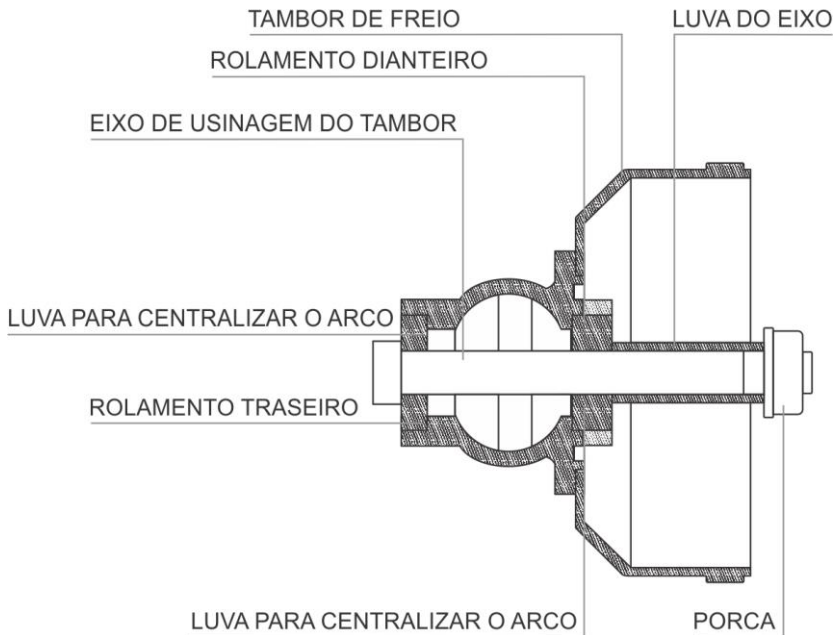 TAMBOR DE FREIO
LUVA DO EIXO
ROLAMENTO DIANTEIRO
EIXO DE USINAGEM DO TAMBOR
LUVA PARA CENTRALIZAR O ARCO
ROLAMENTO TRASEIRO
LUVA PARA CENTRALIZAR O ARCO
PORCA